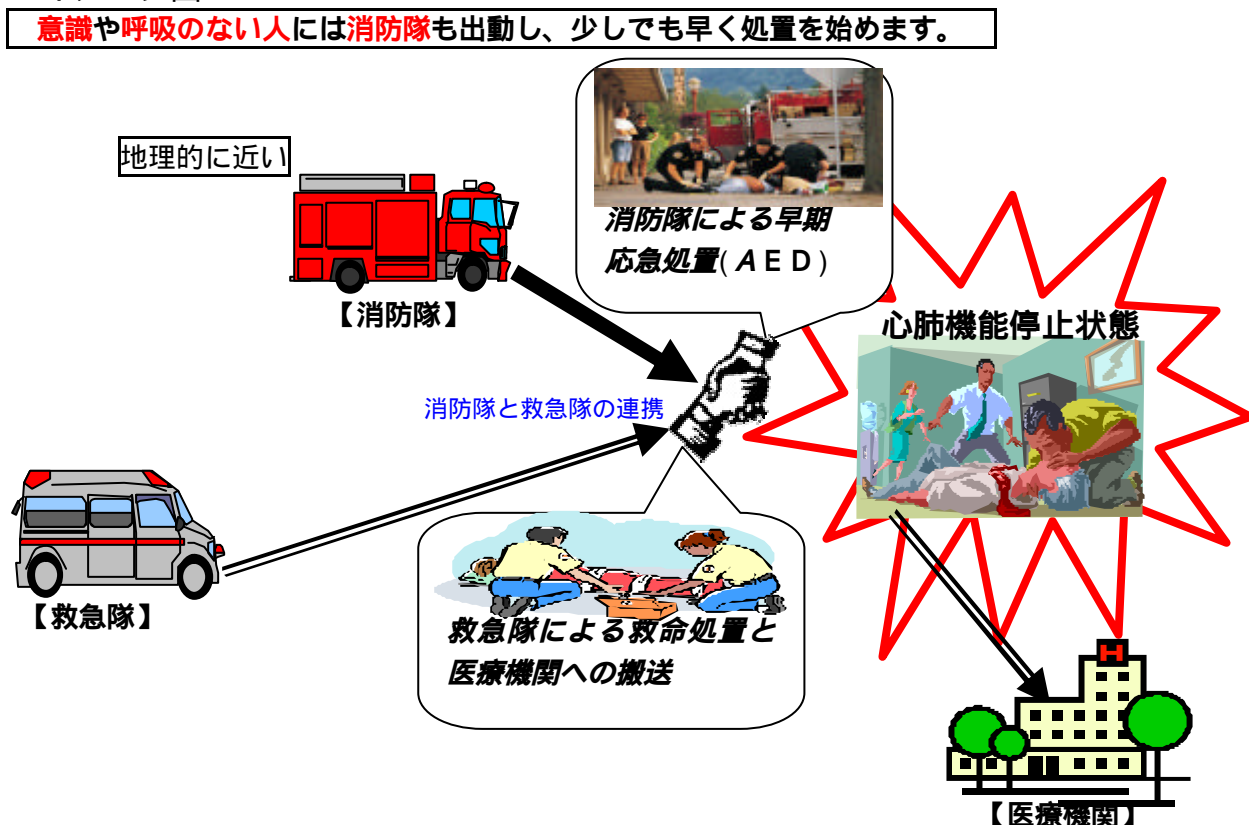 意識や呼吸のない人には消防隊も出動し、少しでも早く処置を始めます。
地理的に近い
【消防隊】
消防隊による早期
応急処置(ＡＥＤ)
心肺機能停止状態
消防隊と救急隊の連携
【救急隊】
救急隊による救命処置と
医療機関への搬送
H
【医療機関】